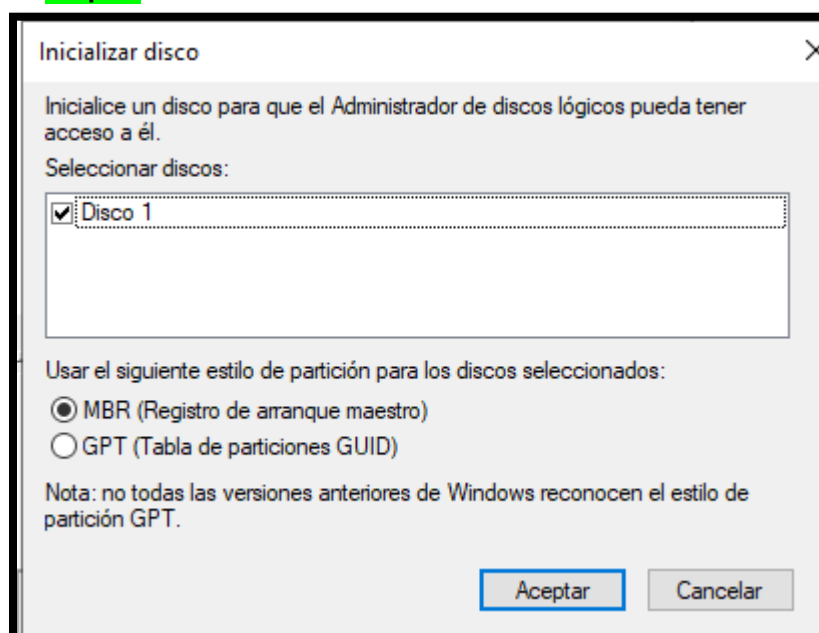 Inicializar disco
Inicialice un disco para que el Administrador de discos lógicos pueda tener
acceso a él.
Seleccionar discos:
Disco 1
Usar el siguiente estilo de partición para los discos seleccionados:
MBR (Registro de arranque maestro)
GPT (Tabla de particiones GUID)
Nota: no todas las versiones anteriores de Windows reconocen el estilo de
partición GPT.
Aceptar Cancelar